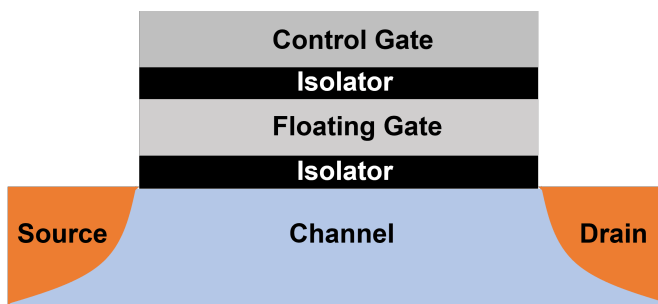 Control Gate
Isolator
Floating Gate
Isolator
Source
Channel
Drain